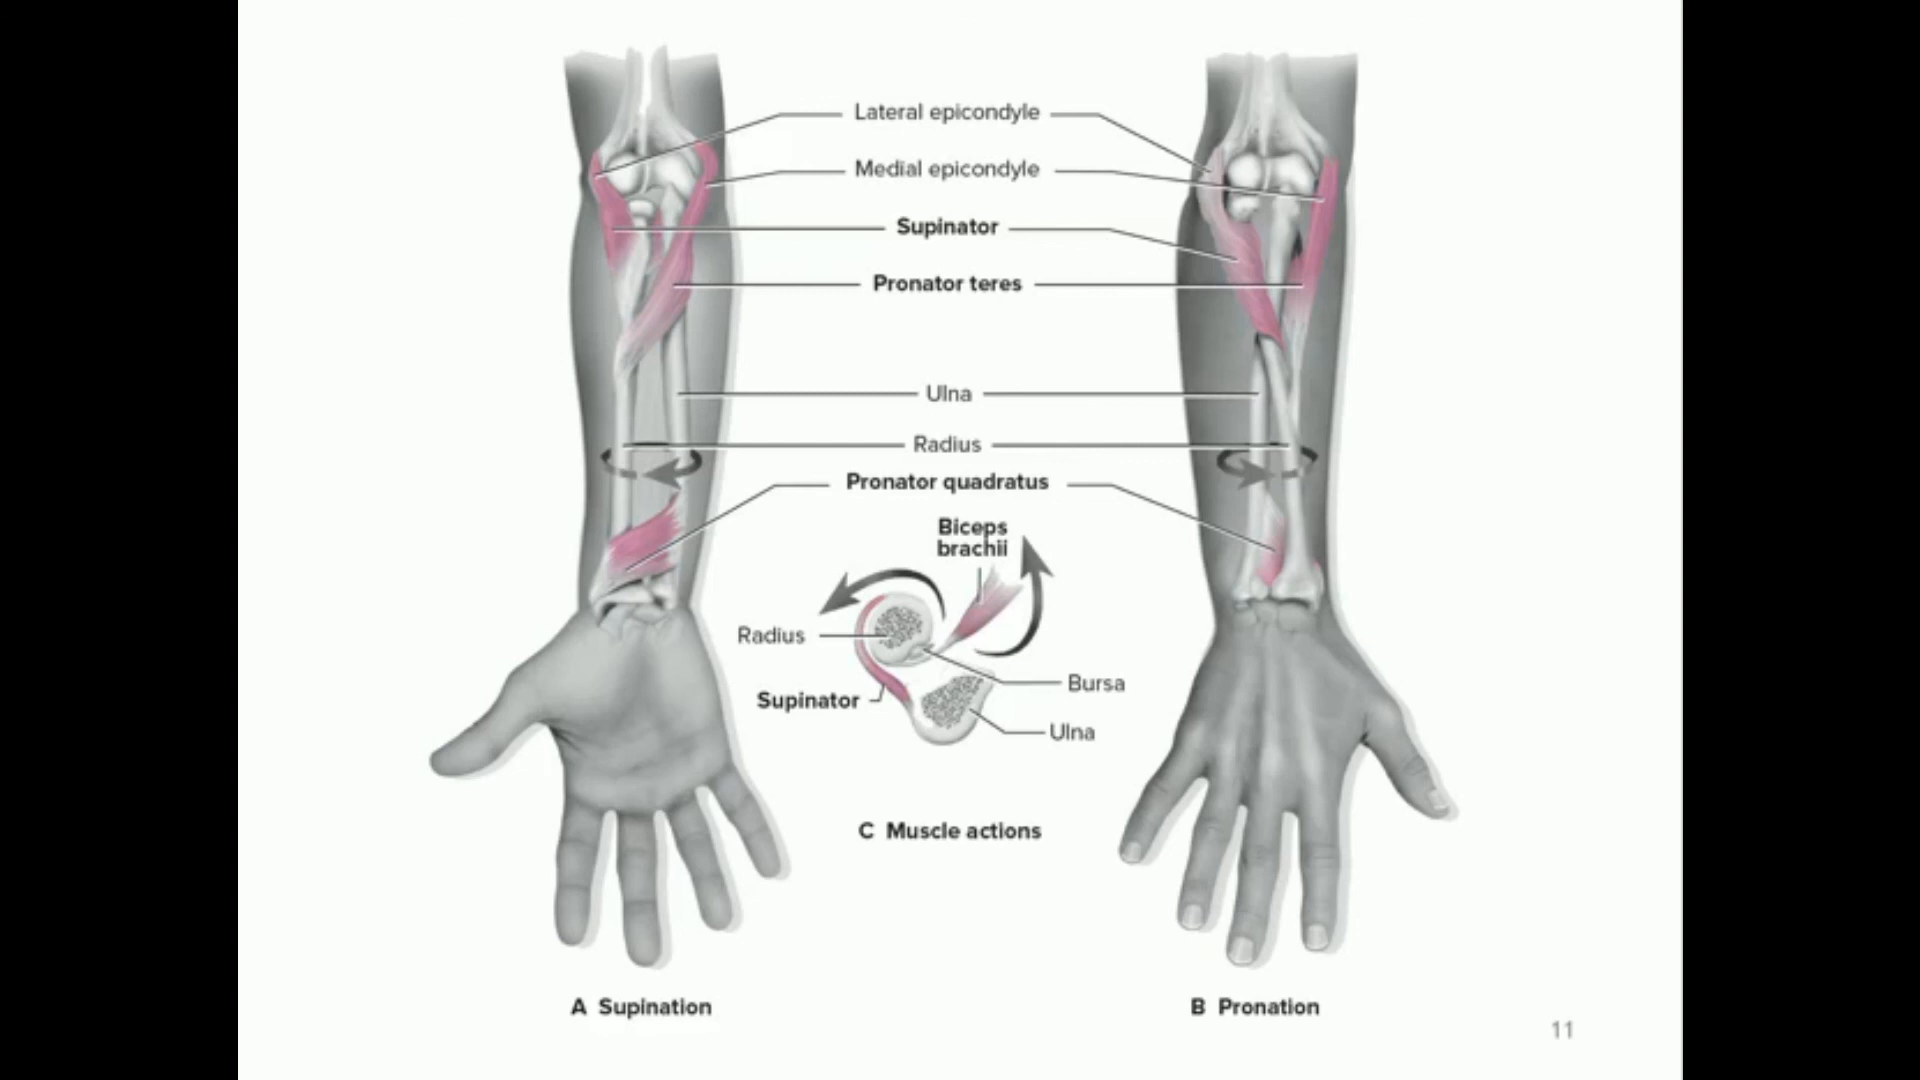 Lateral epicondyle
Medial epicondyle
Supinator
Pronator teres
Ulna
Radius
Pronator quadratus
Biceps
brachii
Radius
Bursa
Supinator
Ulna
C Muscle actions
A Supination
B Pronation
11